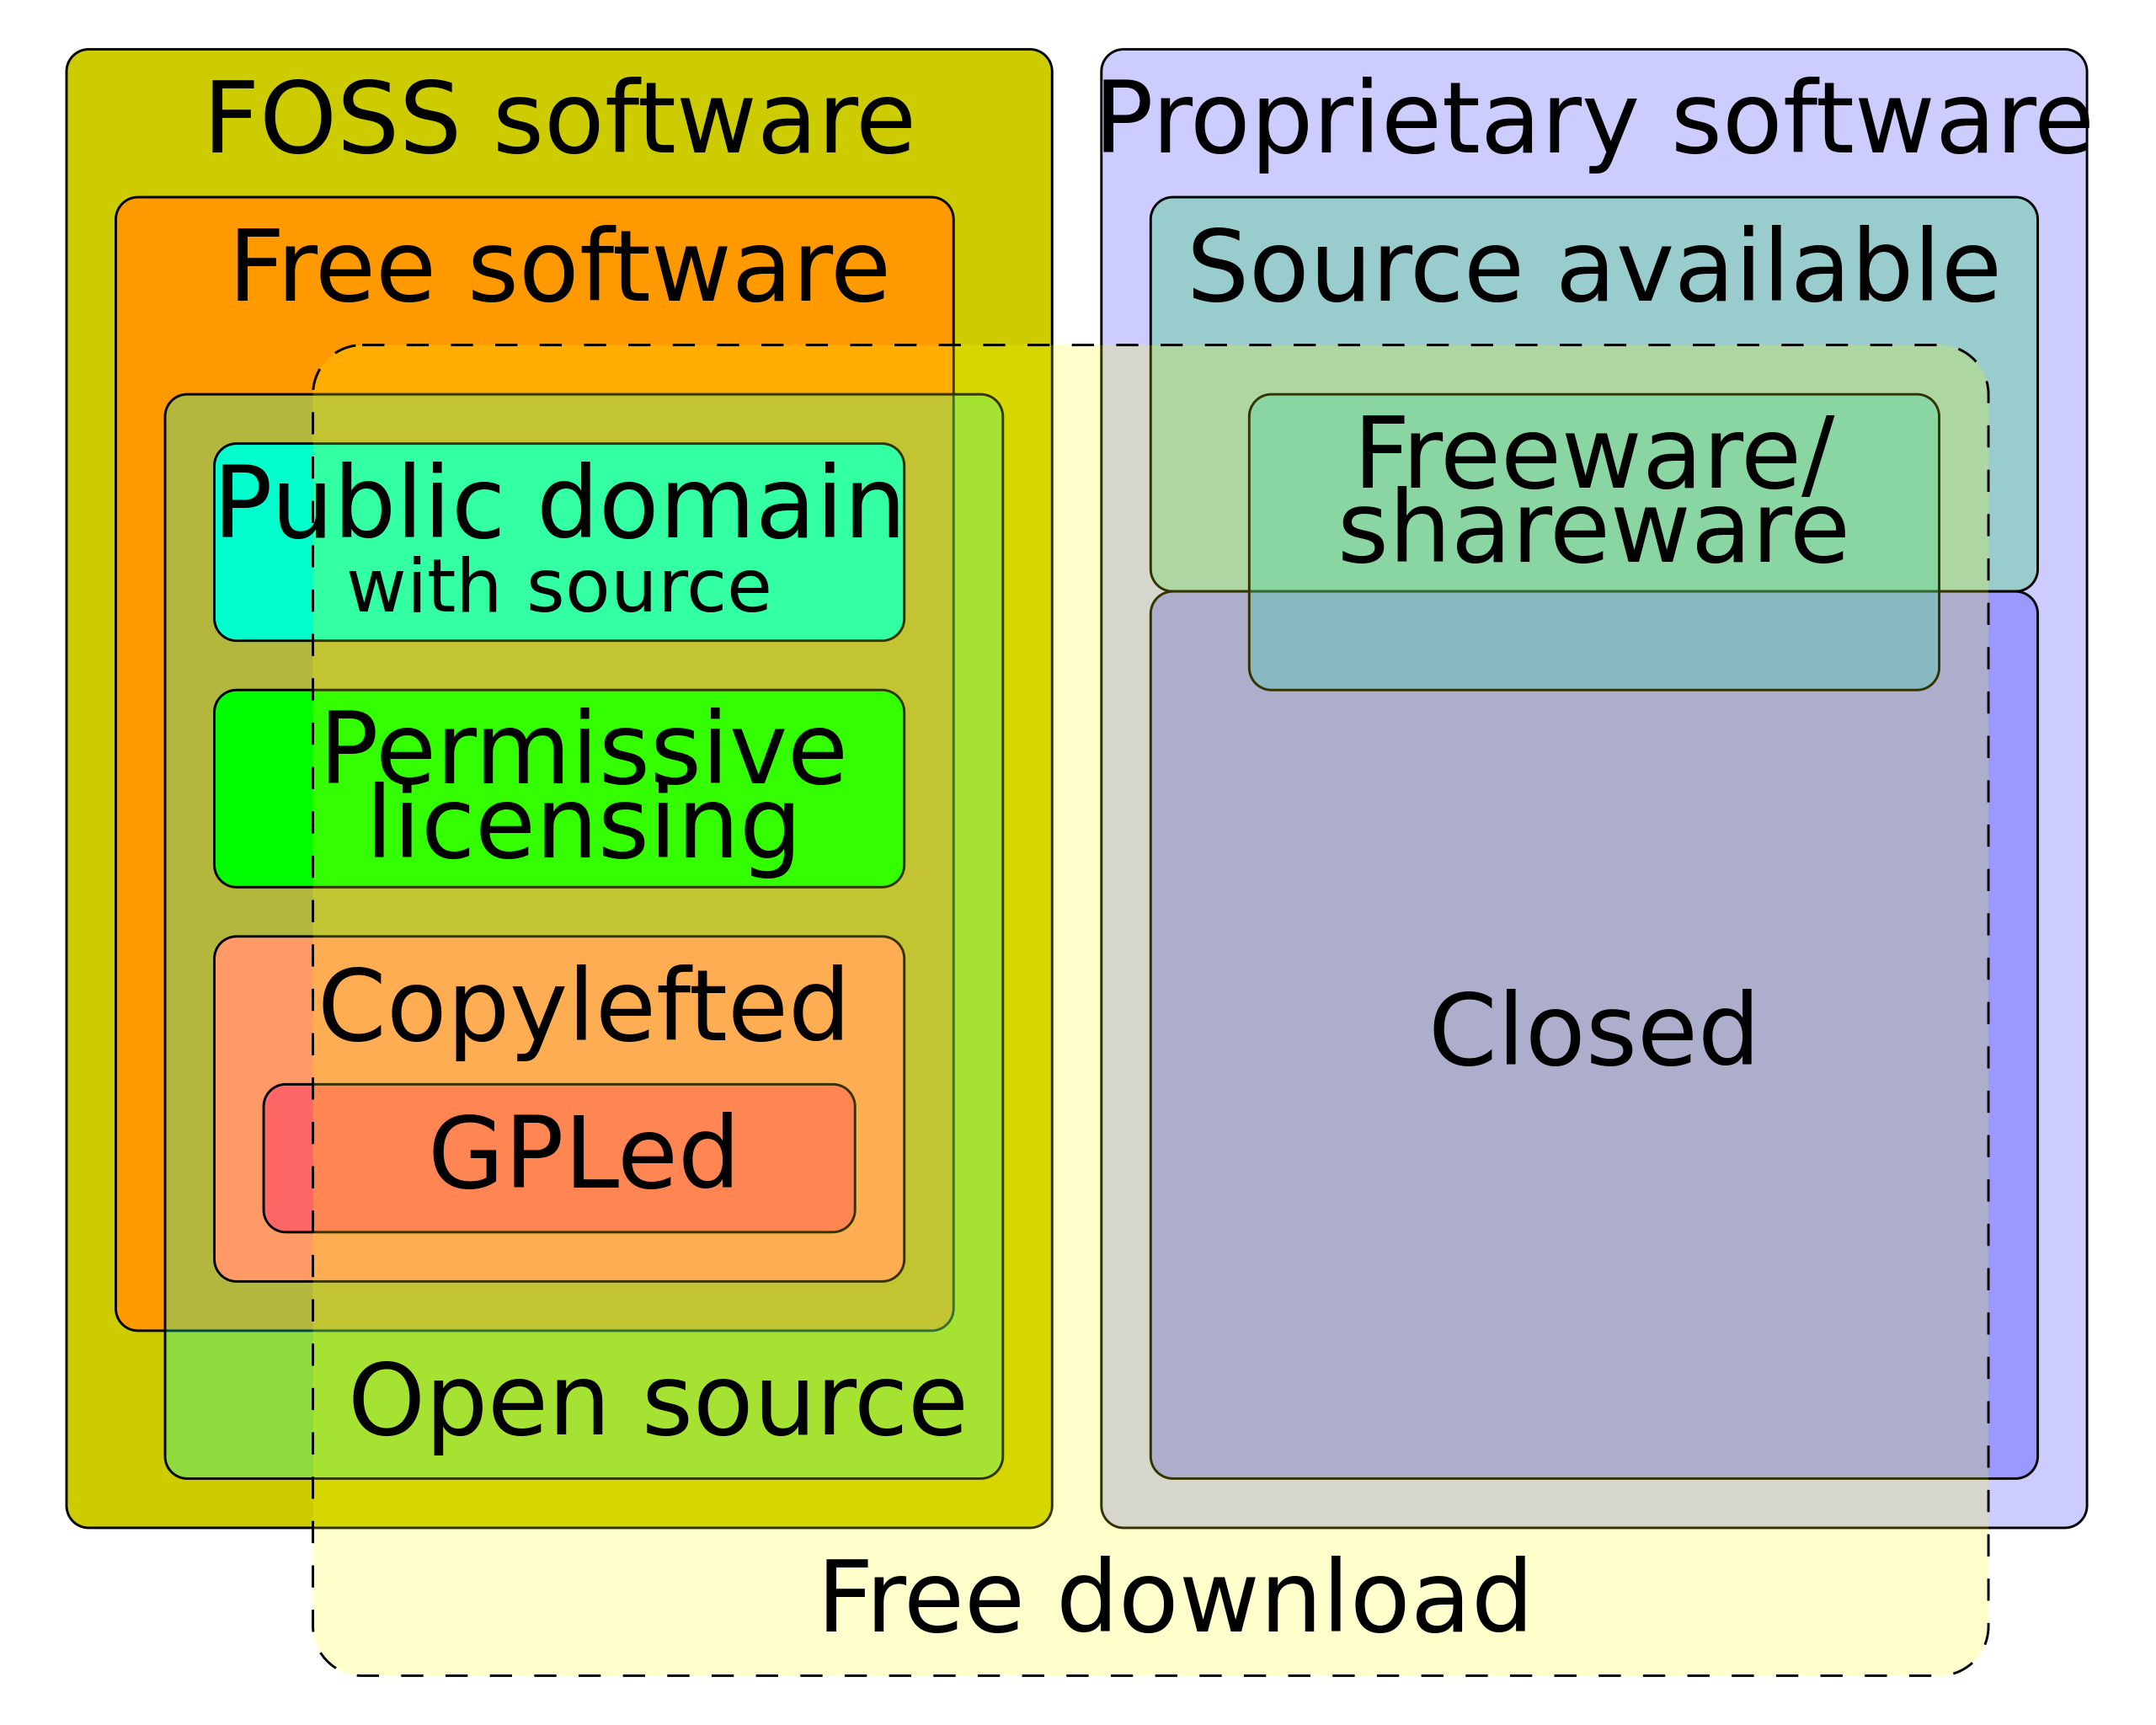 FOSS software
Free software
Public domain
with source
Permissive
licensing
Copylefted
GPLed
Open source
Proprietary software
Source available
Freeware/
shareware
Closed
Free download